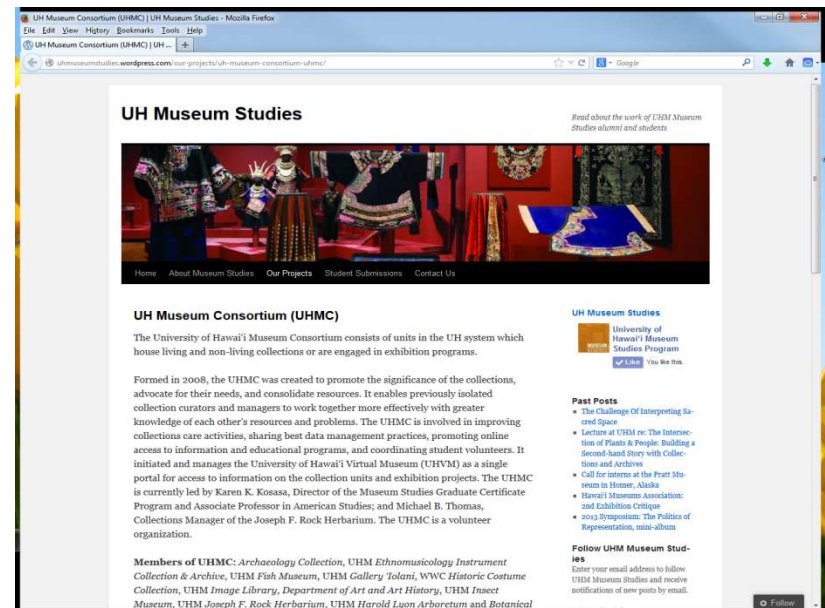 UH Museum Consortium (UHMC) | UH Museum Studies - Mozilla Firefox
File Edit View History Bookmarks Tools Help
UH Museum Consortium (UHMC) | UH ... +
uhmuseumstudies.wordpress.com/our-projects/uh-museum-consortium-uhmc/
Google
UH Museum Studies
Read about the work of UHM Museum
Studies alumni and students
Home About Museum Studies Our Projects Student Submissions Contact Us
UH Museum Consortium (UHMC)
The University of Hawai'i Museum Consortium consists of units in the UH system which
house living and non-living collections or are engaged in exhibition programs.
Formed in 2008, the UHMC was created to promote the significance of the collections,
advocate for their needs, and consolidate resources. It enables previously isolated
collection curators and managers to work together more effectively with greater
knowledge of each other's resources and problems. The UHMC is involved in improving
collections care activities, sharing best data management practices, promoting online
access to information and educational programs, and coordinating student volunteers. It
initiated and manages the University of Hawai'i Virtual Museum (UHVM) as a single
portal for access to information on the collection units and exhibition projects. The UHMC
is currently led by Karen K. Kosasa, Director of the Museum Studies Graduate Certificate
Program and Associate Professor in American Studies; and Michael B. Thomas,
Collections Manager of the Joseph F. Rock Herbarium. The UHMC is a volunteer
organization.
Members of UHMC: Archaeology Collection, UHM Ethnomusicology Instrument
Collection & Archive, UHM Fish Museum, UHM Gallery 'Iolani, WWC Historic Costume
Collection, UHM Image Library, Department of Art and Art History, UHM Insect
Museum, UHM Joseph F. Rock Herbarium, UHM Harold Lyon Arboretum and Botanical
UH Museum Studies
University of
Hawai'i Museum
Studies Program
MUSEUM
Like You like this.
Past Posts
The Challenge Of Interpreting Sa-
cred Space
Lecture at UHM re: The Intersec-
tion of Plants & People: Building a
Second-hand Story with Collec-
tions and Archives
Call for interns at the Pratt Mu-
seum in Homer, Alaska
Hawai'i Museums Association:
2nd Exhibition Critique
2013 Symposium: The Politics of
Representation, mini-album
Follow UHM Museum Stud-
ies
Enter your email address to follow
UHM Museum Studies and receive
notifications of new posts by email.
Follow